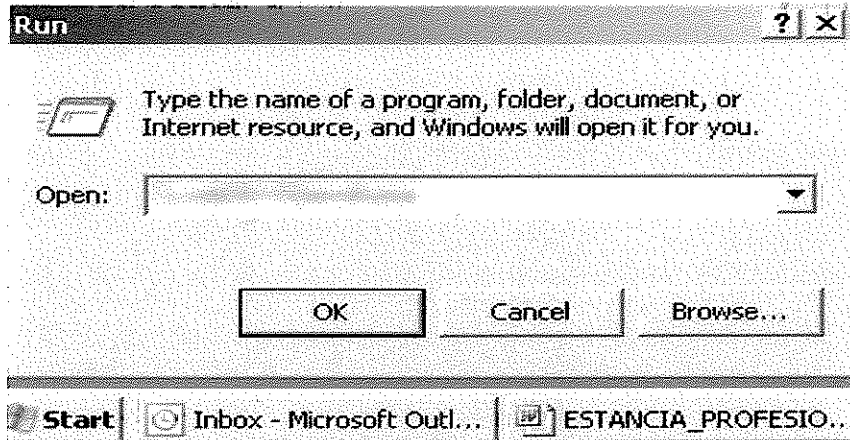 Run
Type the name of a program, folder, document, or
Internet resource, and Windows will open it for you.
Open:
OK Cancel Browse...
Start Inbox - Microsoft Outl... ESTANCIA_PROFESIO..